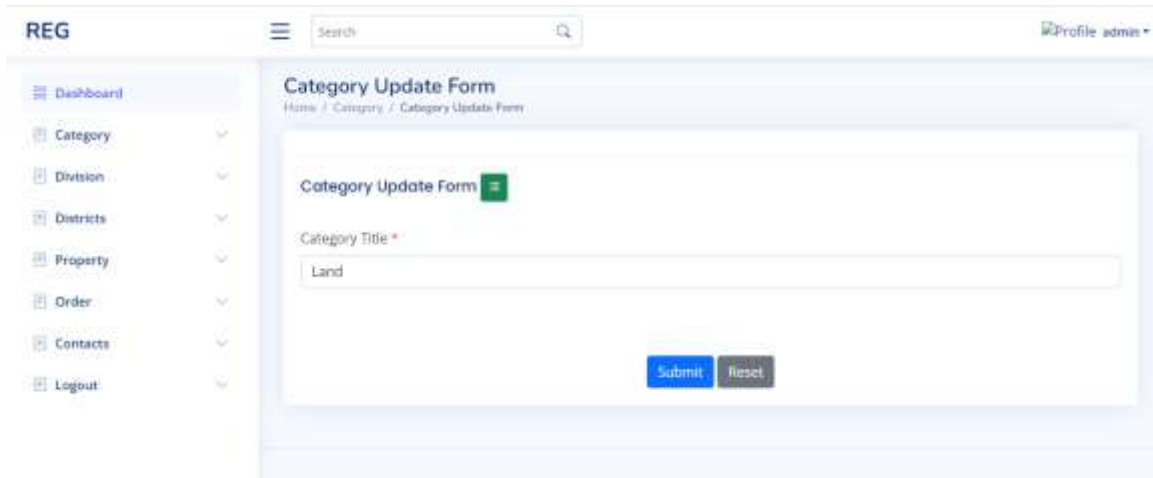 REG
Search
Profile admin
Dashboard
Category
Division
Districts
Property
Order
Contacts
Logout
Category Update Form
Home / Category / Category Update Form
Category Update Form
Category Title *
Land
Submit Reset